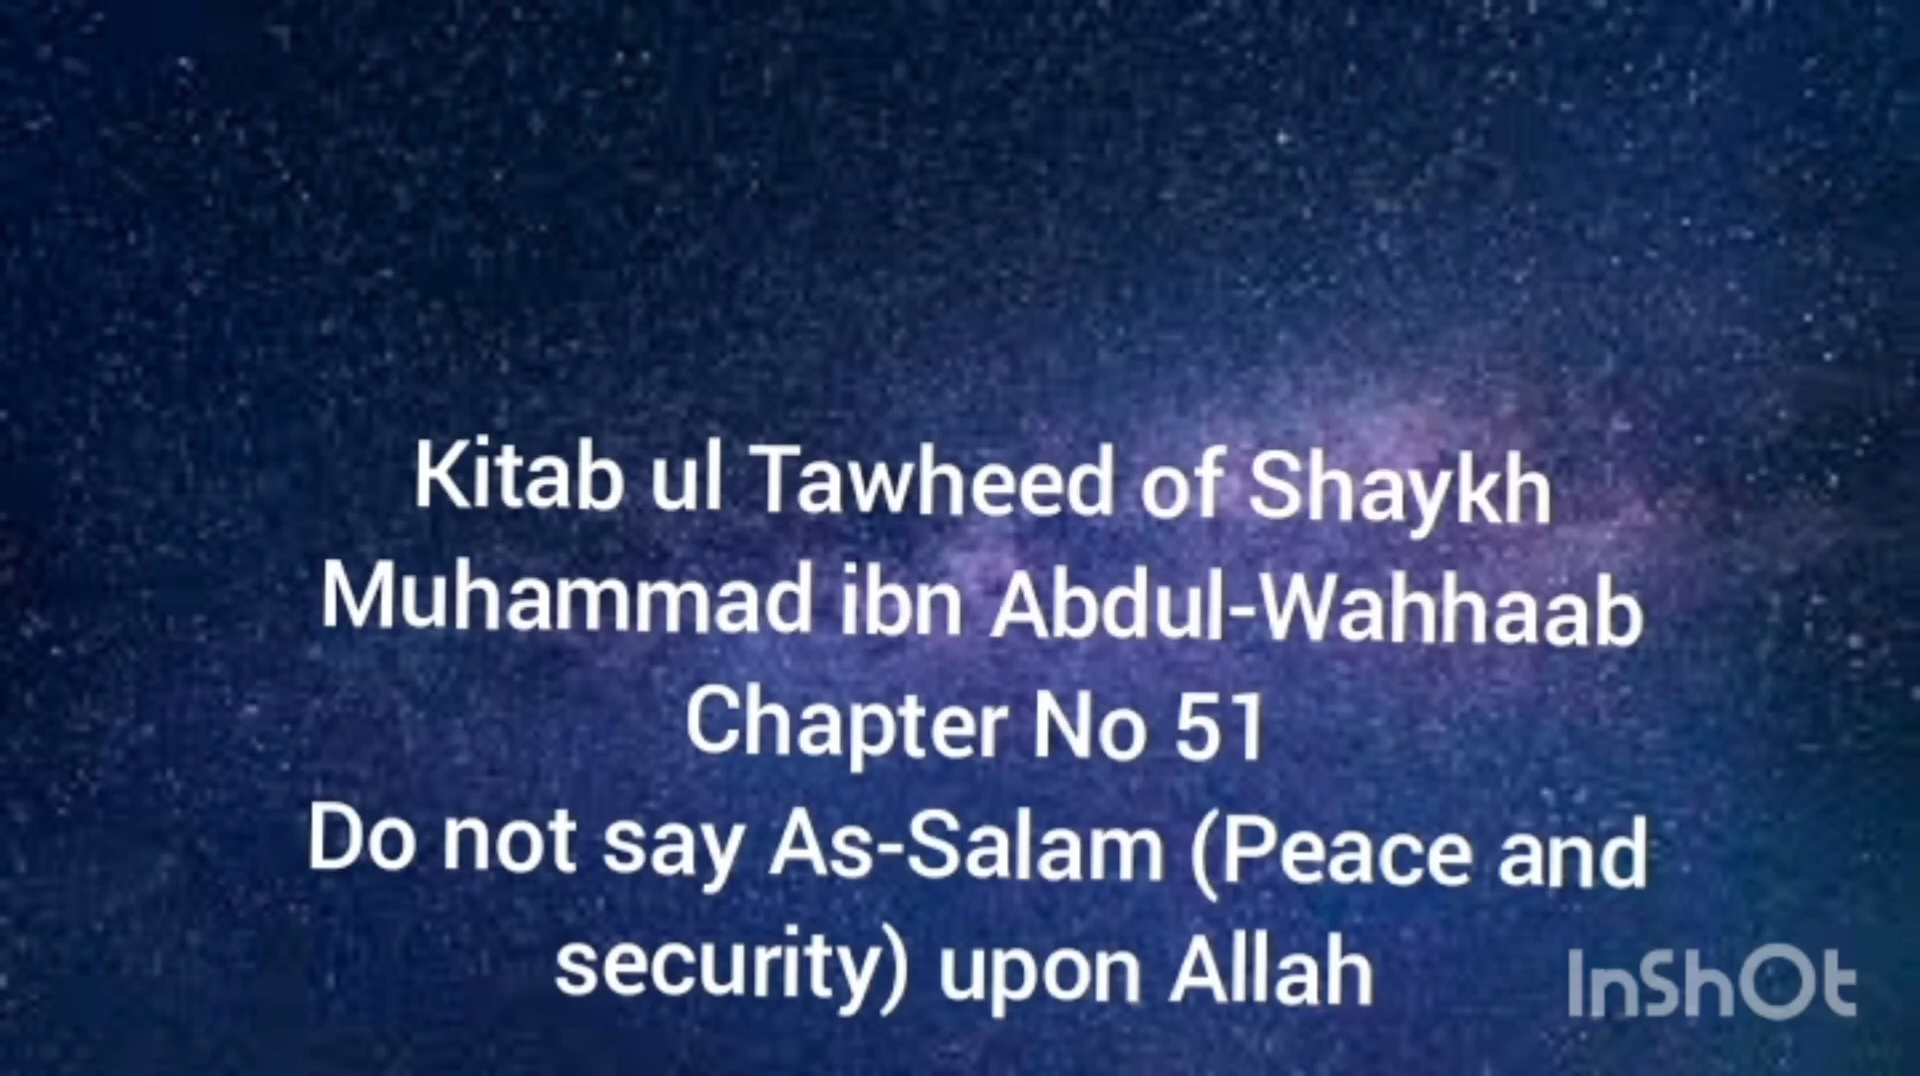 Kitab ul Tawheed of Shaykh
Muhammad ibn Abdul-Wahhaab
Chapter No 51
Do not say As-Salam (Peace and
security) upon Allah
InShOt